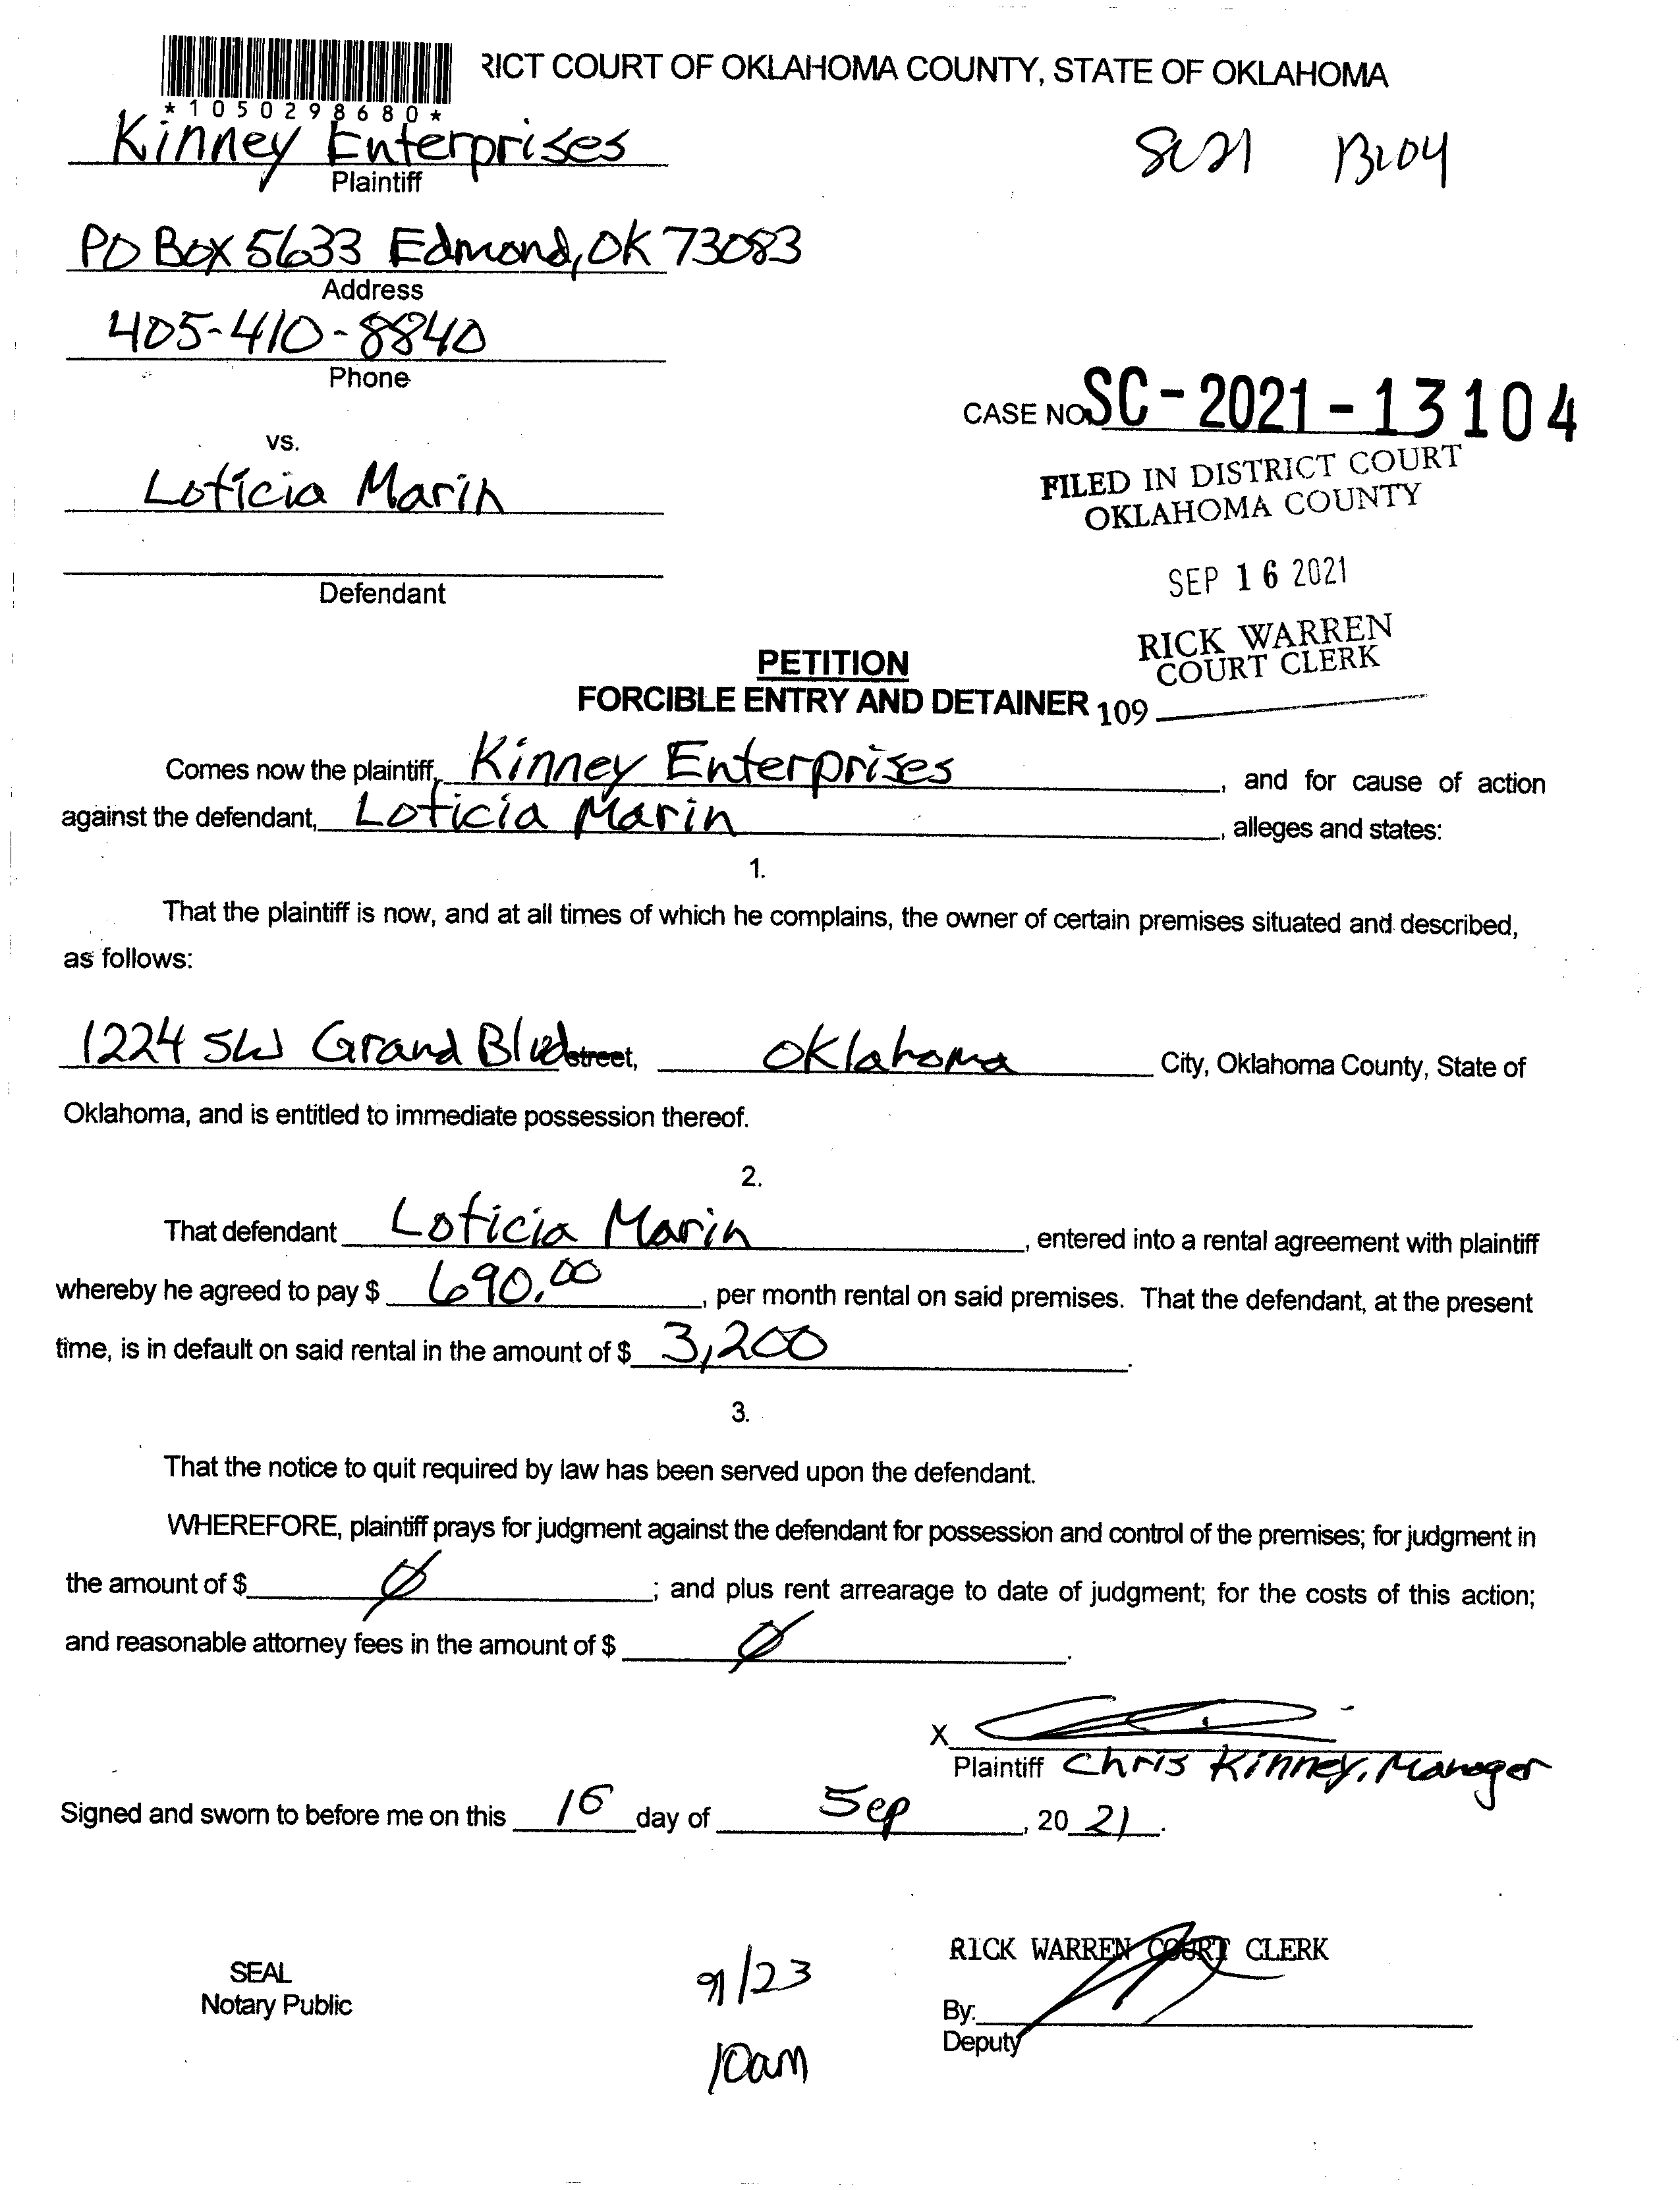 RICT COURT OF OKLAHOMA COUNTY, STATE OF OKLAHOMA
*1050298680*
Kinney Enterprises
Plaintiff
SC21 13104
PO Box 5633 Edmond, OK 73083
Address
405-410-8840
Phone
CASE NO. SC-2021-13104
vs.
FILED IN DISTRICT COURT
OKLAHOMA COUNTY
Loticia Marin
SEP 16 2021
Defendant
RICK WARREN
COURT CLERK
PETITION
FORCIBLE ENTRY AND DETAINER
109
Comes now the plaintiff, Kinney Enterprises, and for cause of action
against the defendant, Loticia Marin, alleges and states:
1.
That the plaintiff is now, and at all times of which he complains, the owner of certain premises situated and described,
as follows:
1224 SW Grand Blvd street, Oklahoma City, Oklahoma County, State of
Oklahoma, and is entitled to immediate possession thereof.
2.
That defendant Loticia Marin, entered into a rental agreement with plaintiff
whereby he agreed to pay $ 690.00, per month rental on said premises. That the defendant, at the present
time, is in default on said rental in the amount of $ 3,200.
3.
That the notice to quit required by law has been served upon the defendant.
WHEREFORE, plaintiff prays for judgment against the defendant for possession and control of the premises; for judgment in
the amount of $ Ø; and plus rent arrearage to date of judgment; for the costs of this action;
and reasonable attorney fees in the amount of $ Ø.
X
Plaintiff Chris Kinney, Manager
Signed and sworn to before me on this 16 day of Sep, 2021.
RICK WARREN COURT CLERK
SEAL
Notary Public
9/23
10am
By:
Deputy